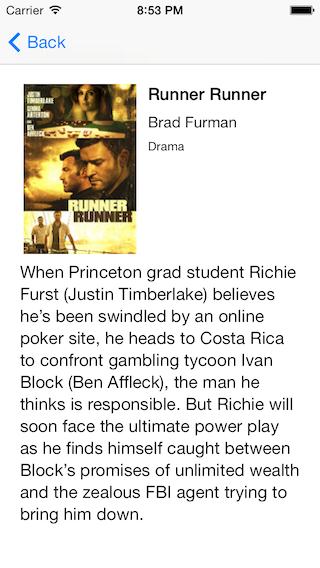 Carrier 8:53 PM
Back
JUSTIN
TIMBERLAKE
GEMMA
ARTERTON
AND
BEN
AFFLECK
RUNNER
RUNNER
Runner Runner
Brad Furman
Drama
When Princeton grad student Richie
Furst (Justin Timberlake) believes
he’s been swindled by an online
poker site, he heads to Costa Rica
to confront gambling tycoon Ivan
Block (Ben Affleck), the man he
thinks is responsible. But Richie will
soon face the ultimate power play
as he finds himself caught between
Block’s promises of unlimited wealth
and the zealous FBI agent trying to
bring him down.